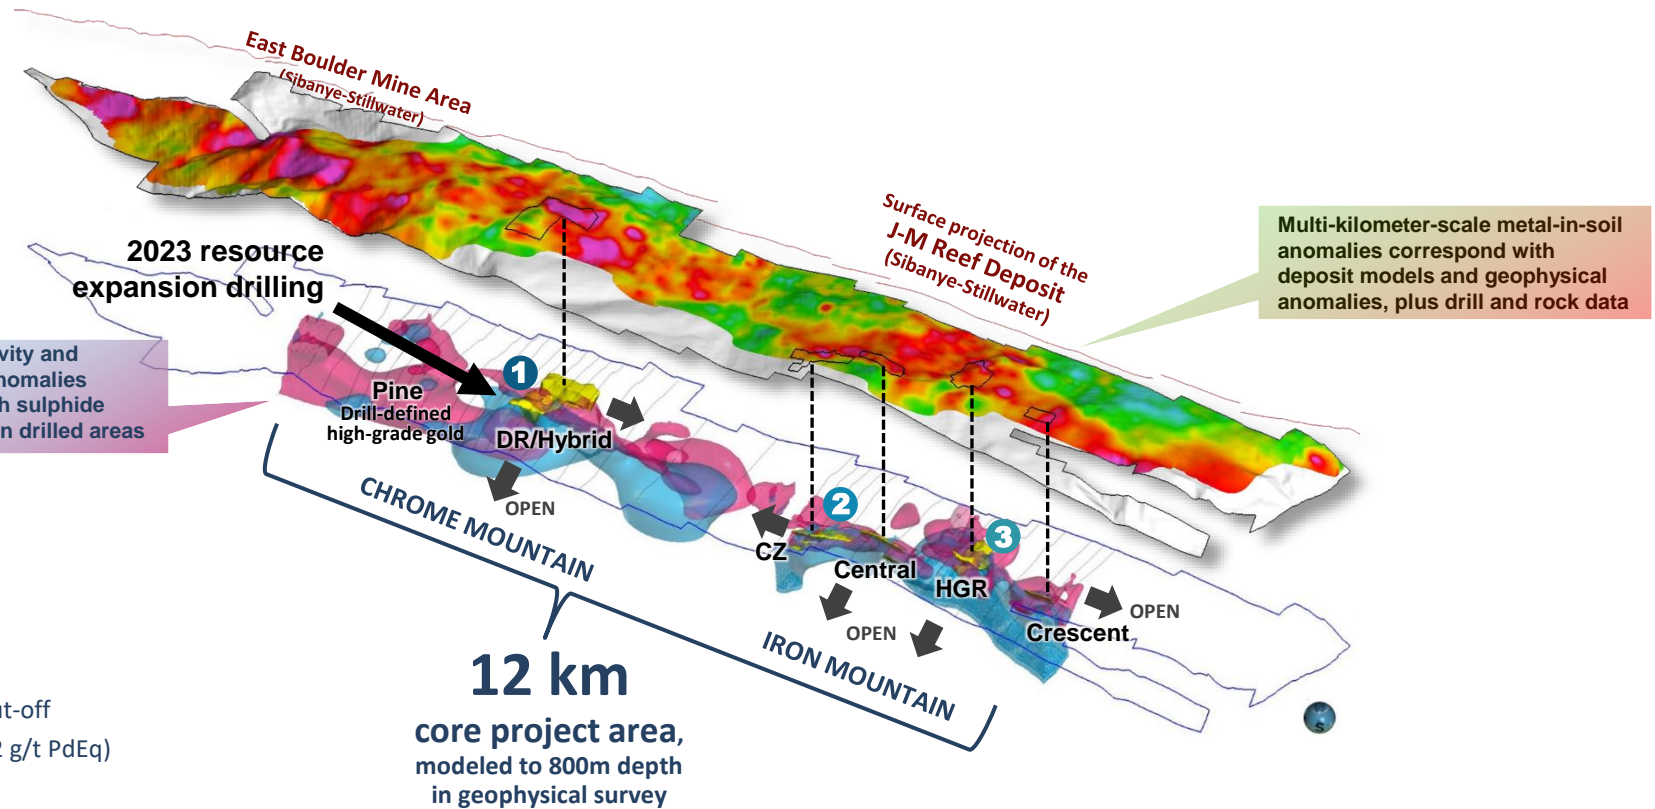 East Boulder Mine Area
(Sibanye-Stillwater)
Surface projection of the
J-M Reef Deposit
(Sibanye-Stillwater)
Multi-kilometer-scale metal-in-soil
anomalies correspond with
deposit models and geophysical
anomalies, plus drill and rock data
2023 resource
expansion drilling
vity and
nomalies
h sulphide
n drilled areas
1
Pine
Drill-defined
high-grade gold
DR/Hybrid
OPEN
CHROME MOUNTAIN
2
CZ
Central
3
HGR
OPEN
Crescent
OPEN
IRON MOUNTAIN
12 km
core project area,
modeled to 800m depth
in geophysical survey
t-off
2 g/t PdEq)
S